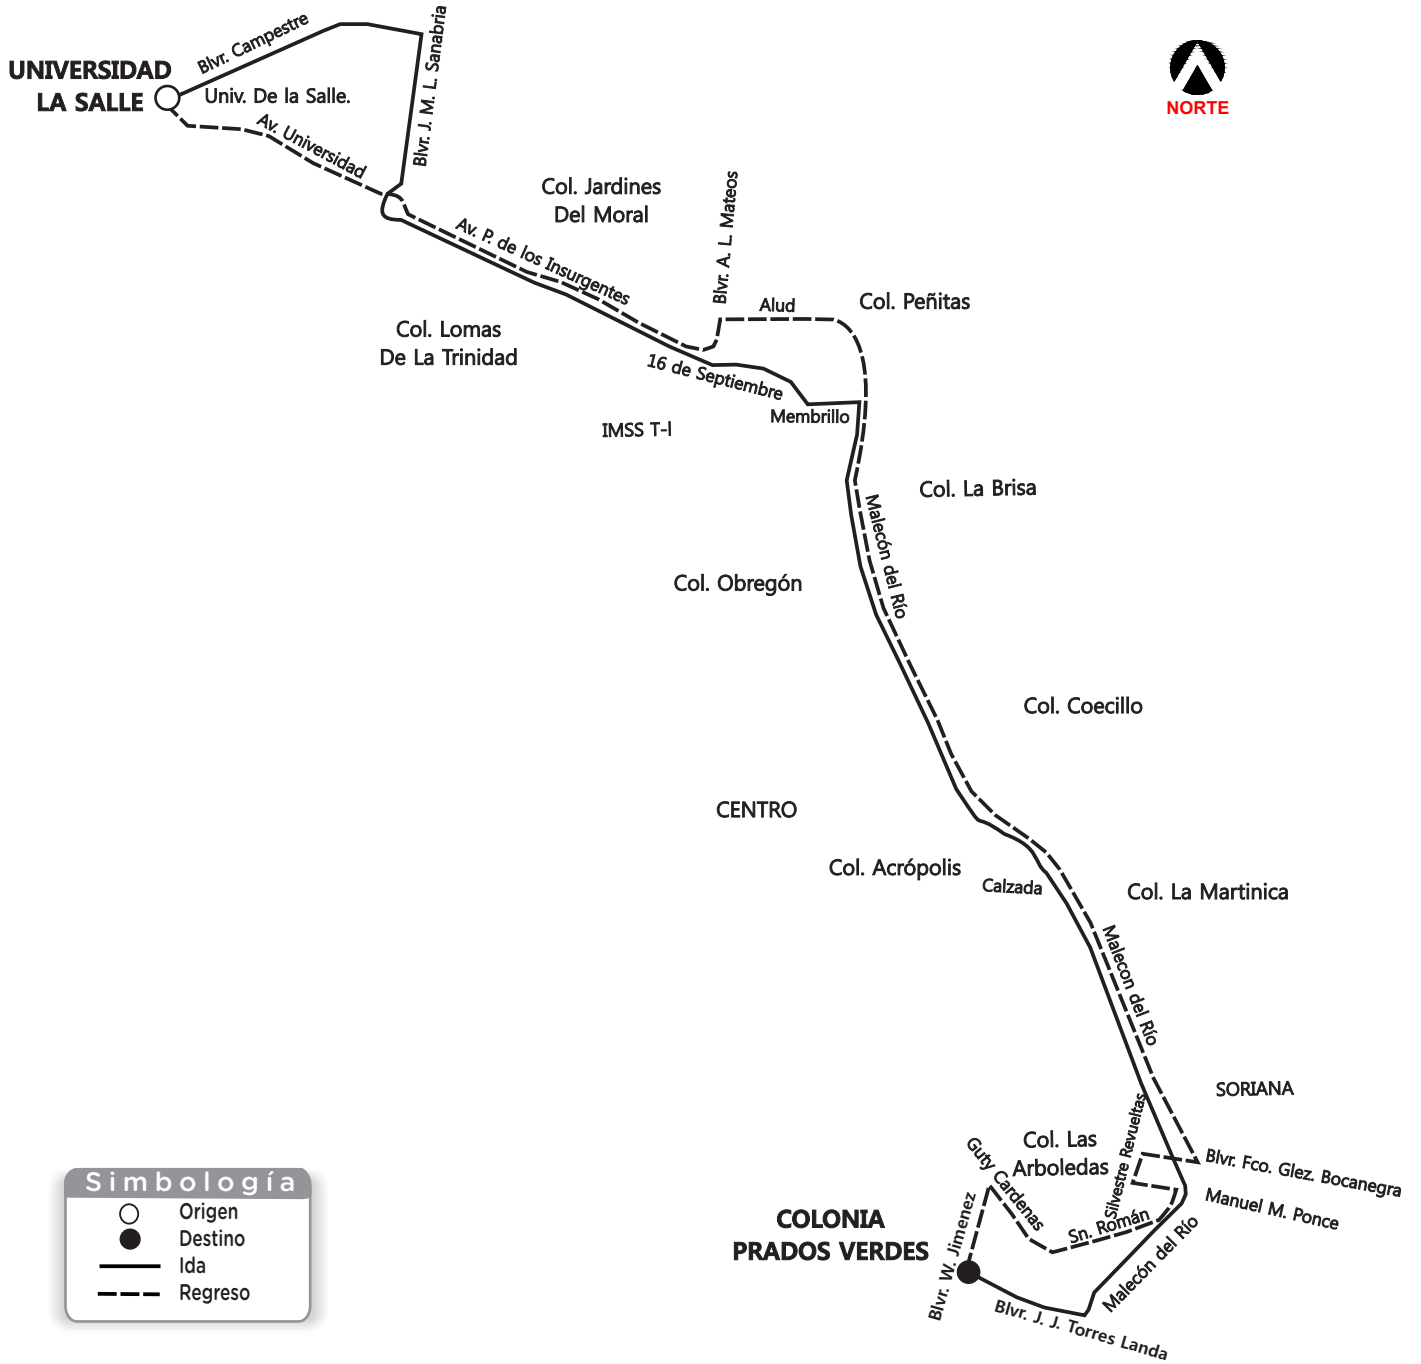 Blvr. Campestre
Blvr. J. M. L. Sanabria
NORTE
UNIVERSIDAD
LA SALLE
Univ. De la Salle.
Av. Universidad
Col. Jardines
Del Moral
Blvr. A. L. Mateos
Av. P. de los Insurgentes
Alud
Col. Peñitas
Col. Lomas
De La Trinidad
16 de Septiembre
Membrillo
IMSS T-I
Col. La Brisa
Malecón del Río
Col. Obregón
Col. Coecillo
CENTRO
Col. Acrópolis
Calzada
Col. La Martinica
Malecon del Río
SORIANA
Silvestre Revueltas
Col. Las
Arboledas
Guty Cardenas
Blvr. Fco. Glez. Bocanegra
Manuel M. Ponce
Sn. Román
Malecón del Río
COLONIA
PRADOS VERDES
Blvr. W. Jimenez
Blvr. J. J. Torres Landa
Simbología
Origen
Destino
Ida
Regreso